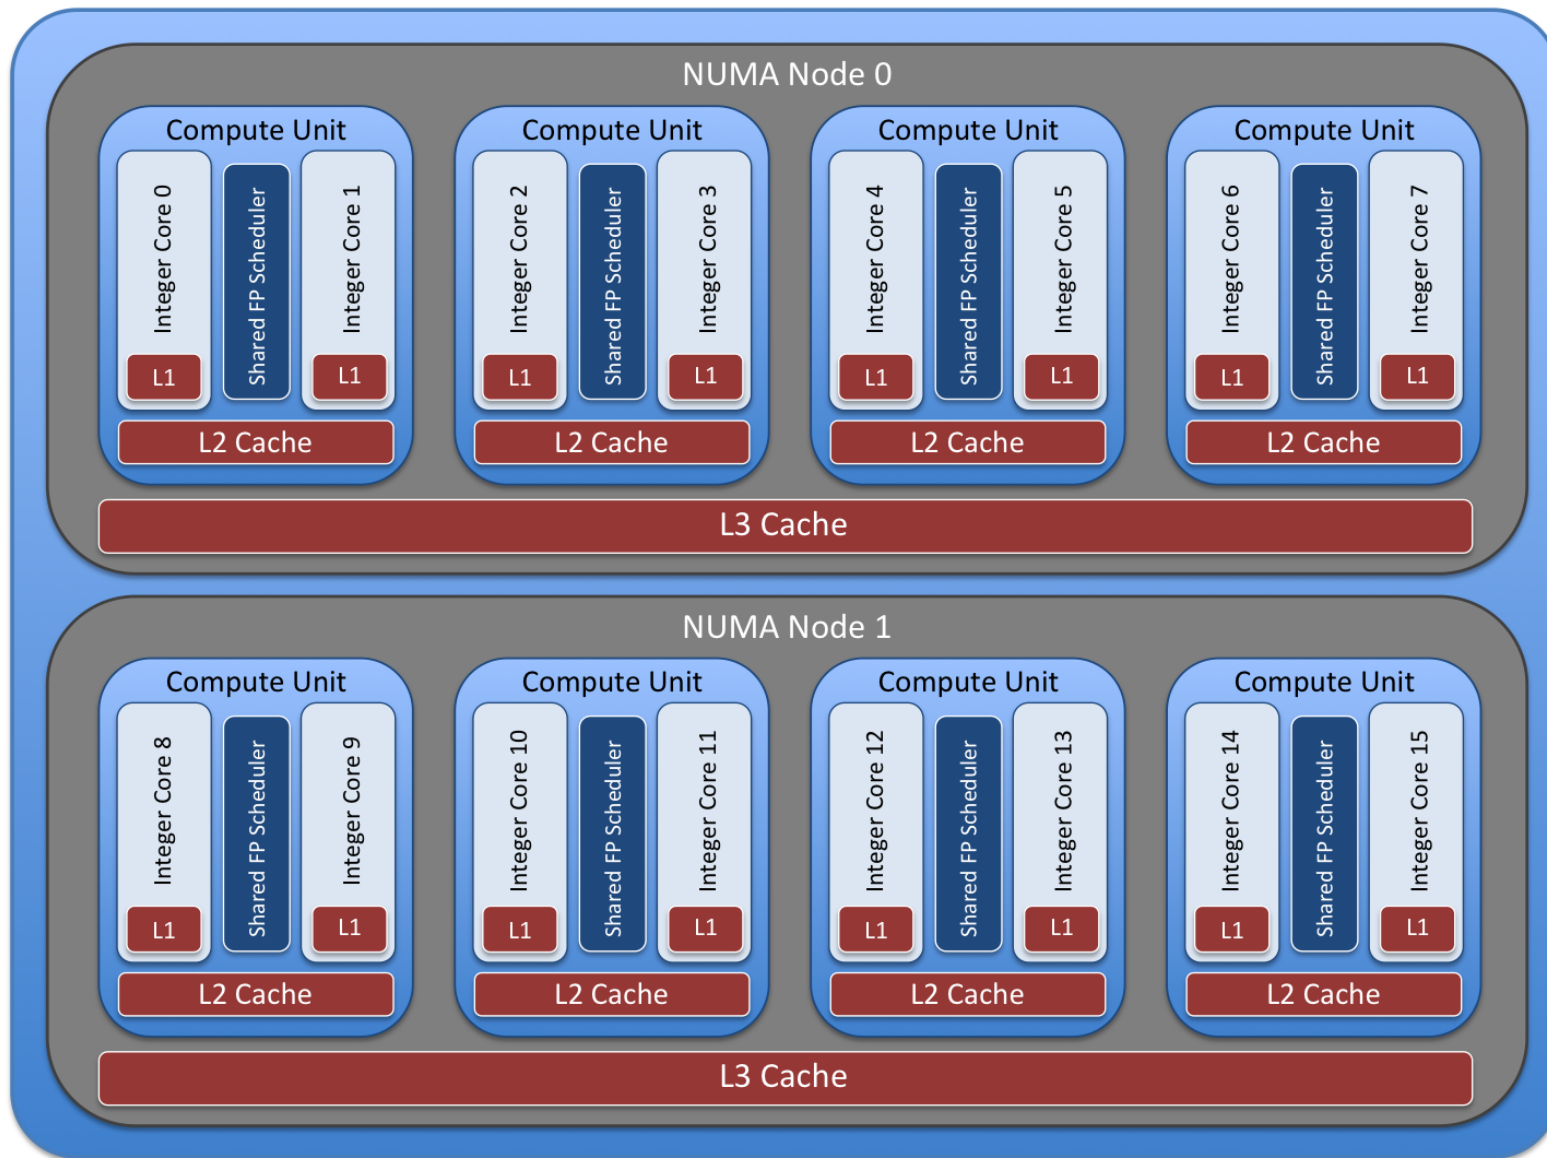 NUMA Node 0
Compute Unit
Integer Core 0
L1
Shared FP Scheduler
Integer Core 1
L1
L2 Cache
Compute Unit
Integer Core 2
L1
Shared FP Scheduler
Integer Core 3
L1
L2 Cache
Compute Unit
Integer Core 4
L1
Shared FP Scheduler
Integer Core 5
L1
L2 Cache
Compute Unit
Integer Core 6
L1
Shared FP Scheduler
Integer Core 7
L1
L2 Cache
L3 Cache
NUMA Node 1
Compute Unit
Integer Core 8
L1
Shared FP Scheduler
Integer Core 9
L1
L2 Cache
Compute Unit
Integer Core 10
L1
Shared FP Scheduler
Integer Core 11
L1
L2 Cache
Compute Unit
Integer Core 12
L1
Shared FP Scheduler
Integer Core 13
L1
L2 Cache
Compute Unit
Integer Core 14
L1
Shared FP Scheduler
Integer Core 15
L1
L2 Cache
L3 Cache